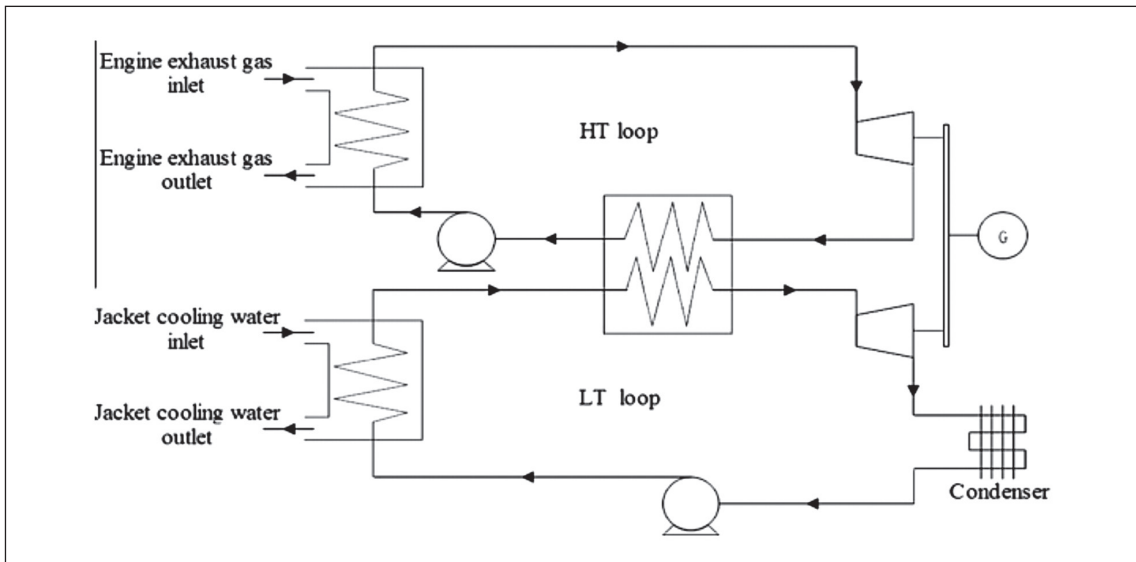 Engine exhaust gas
inlet
HT loop
Engine exhaust gas
outlet
G
Jacket cooling water
inlet
LT loop
Jacket cooling water
outlet
Condenser